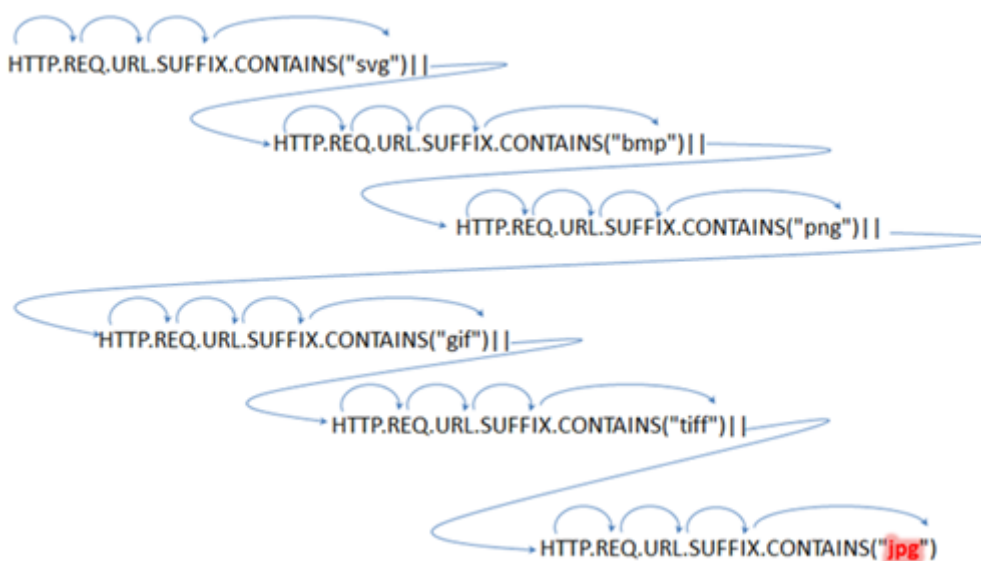 HTTP.REQ.URL.SUFFIX.CONTAINS("svg")||
HTTP.REQ.URL.SUFFIX.CONTAINS("bmp")||
HTTP.REQ.URL.SUFFIX.CONTAINS("png")||
HTTP.REQ.URL.SUFFIX.CONTAINS("gif")||
HTTP.REQ.URL.SUFFIX.CONTAINS("tiff")||
HTTP.REQ.URL.SUFFIX.CONTAINS("jpg")